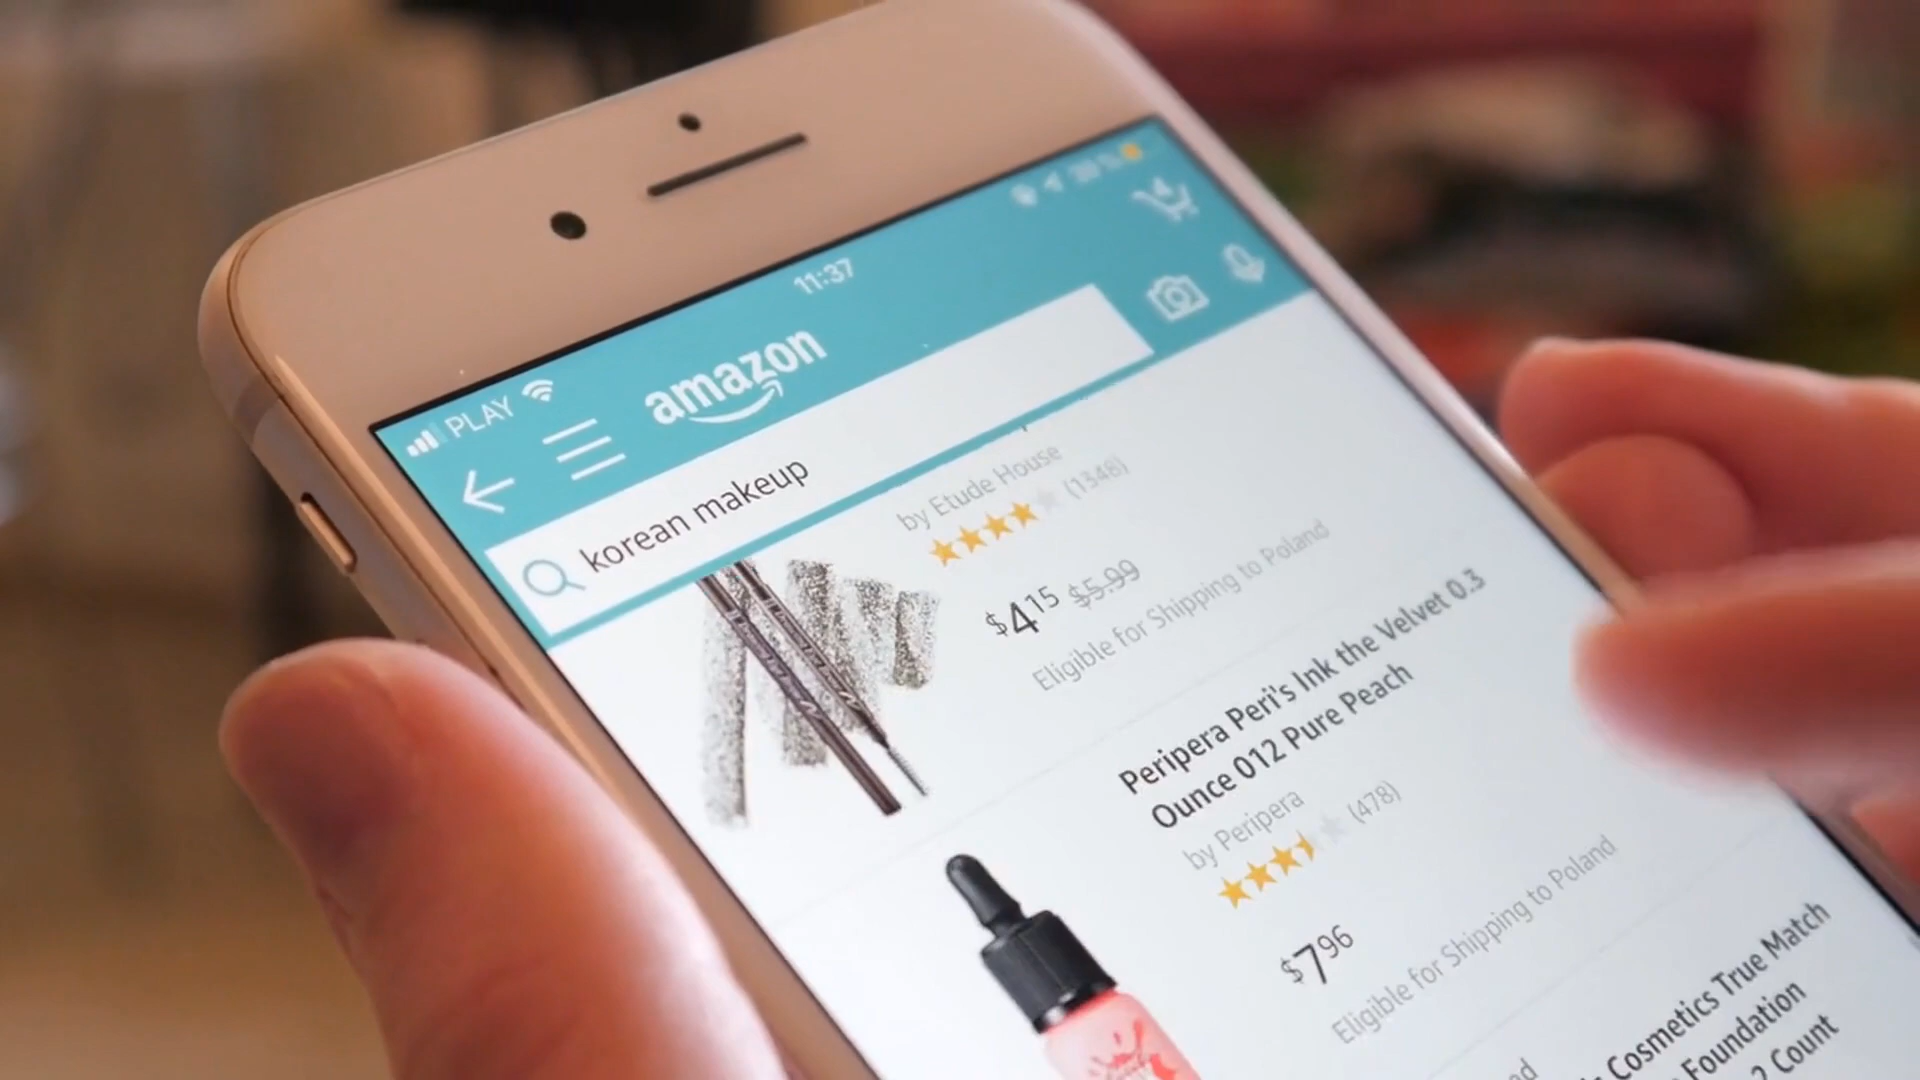 PLAY
11:37
4
amazon
korean makeup
by Etude House
(1348)
$4 15 $5.99
Eligible for Shipping to Poland
Peripera Peri's Ink the Velvet 0.3
Ounce 012 Pure Peach
by Peripera
(478)
$7 96
Eligible for Shipping to Poland
Cosmetics True Match
Foundation
2 Count